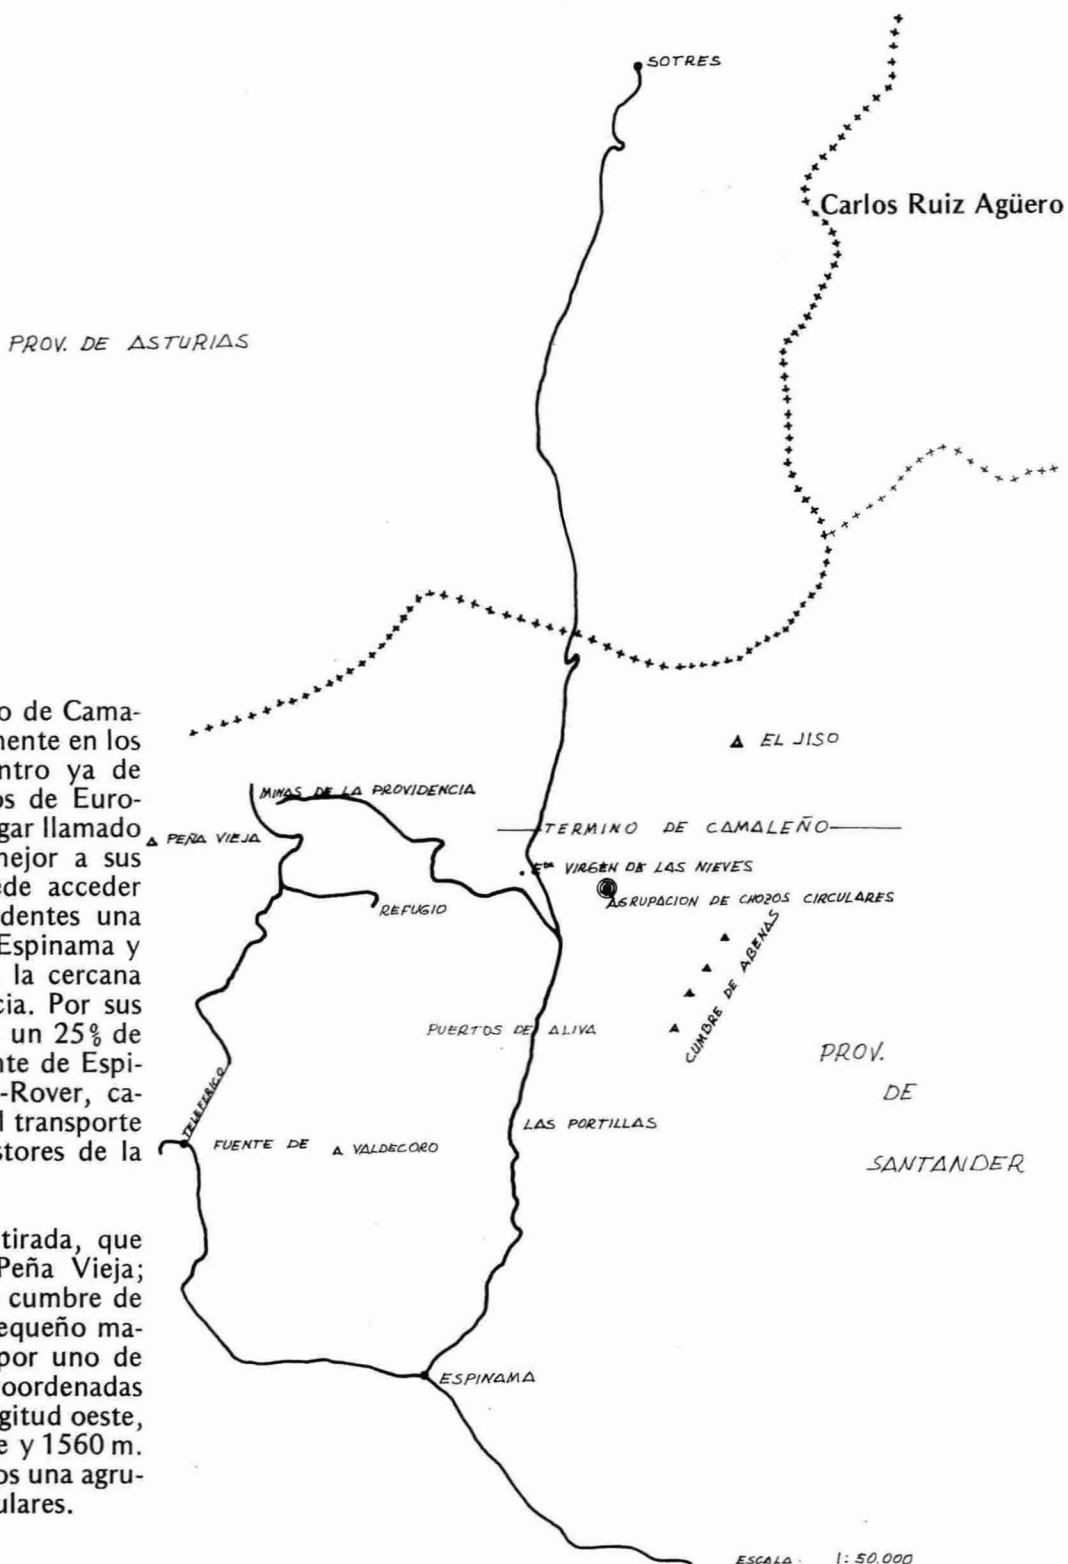 SOTRES
Carlos Ruiz Agüero
PROV. DE ASTURIAS
EL JISO
MINAS DE LA PROVIDENCIA
PEÑA VIEJA
TERMINO DE CAMALEÑO
Eta VIRGEN DE LAS NIEVES
AGRUPACION DE CHOZOS CIRCULARES
REFUGIO
CUMBRE DE ABENAS
PUERTOS DE ALIVA
PROV.
DE
SANTANDER
TELEFERICO
LAS PORTILLAS
FUENTE DE
VALDECORO
ESPINAMA
ESCALA 1:50.000
o de Cama-
nente en los
ntro ya de
os de Euro-
gar llamado
mejor a sus
ede acceder
dentes una
Espinama y
la cercana
cia. Por sus
un 25% de
nte de Espi-
-Rover, ca-
l transporte
stores de la
tirada, que
Peña Vieja;
cumbre de
equeño ma-
por uno de
oordenadas
gitud oeste,
e y 1560 m.
os una agru-
ulares.